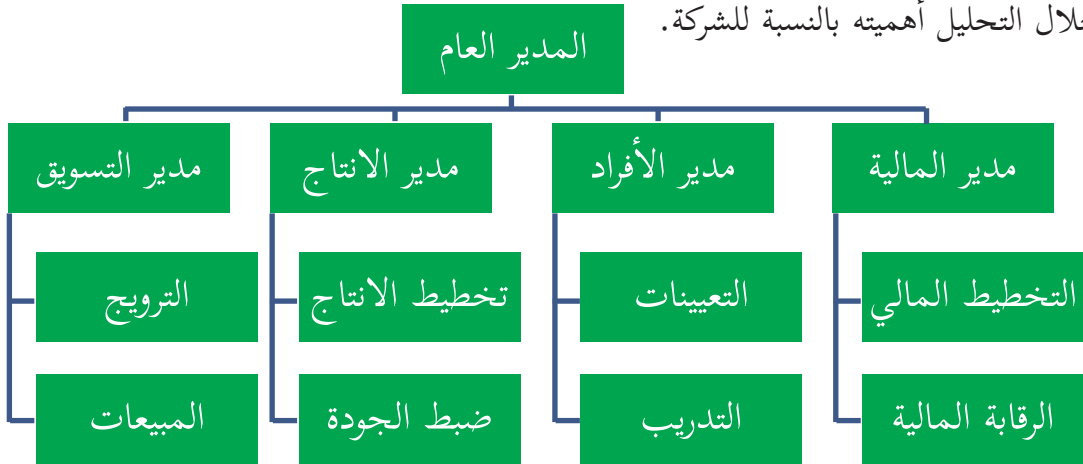 خلال التحليل أهميته بالنسبة للشركة.
المدير العام
مدير المالية
مدير الأفراد
مدير الانتاج
مدير التسويق
التخطيط المالي
التعيينات
تخطيط الانتاج
الترويج
الرقابة المالية
التدريب
ضبط الجودة
المبيعات